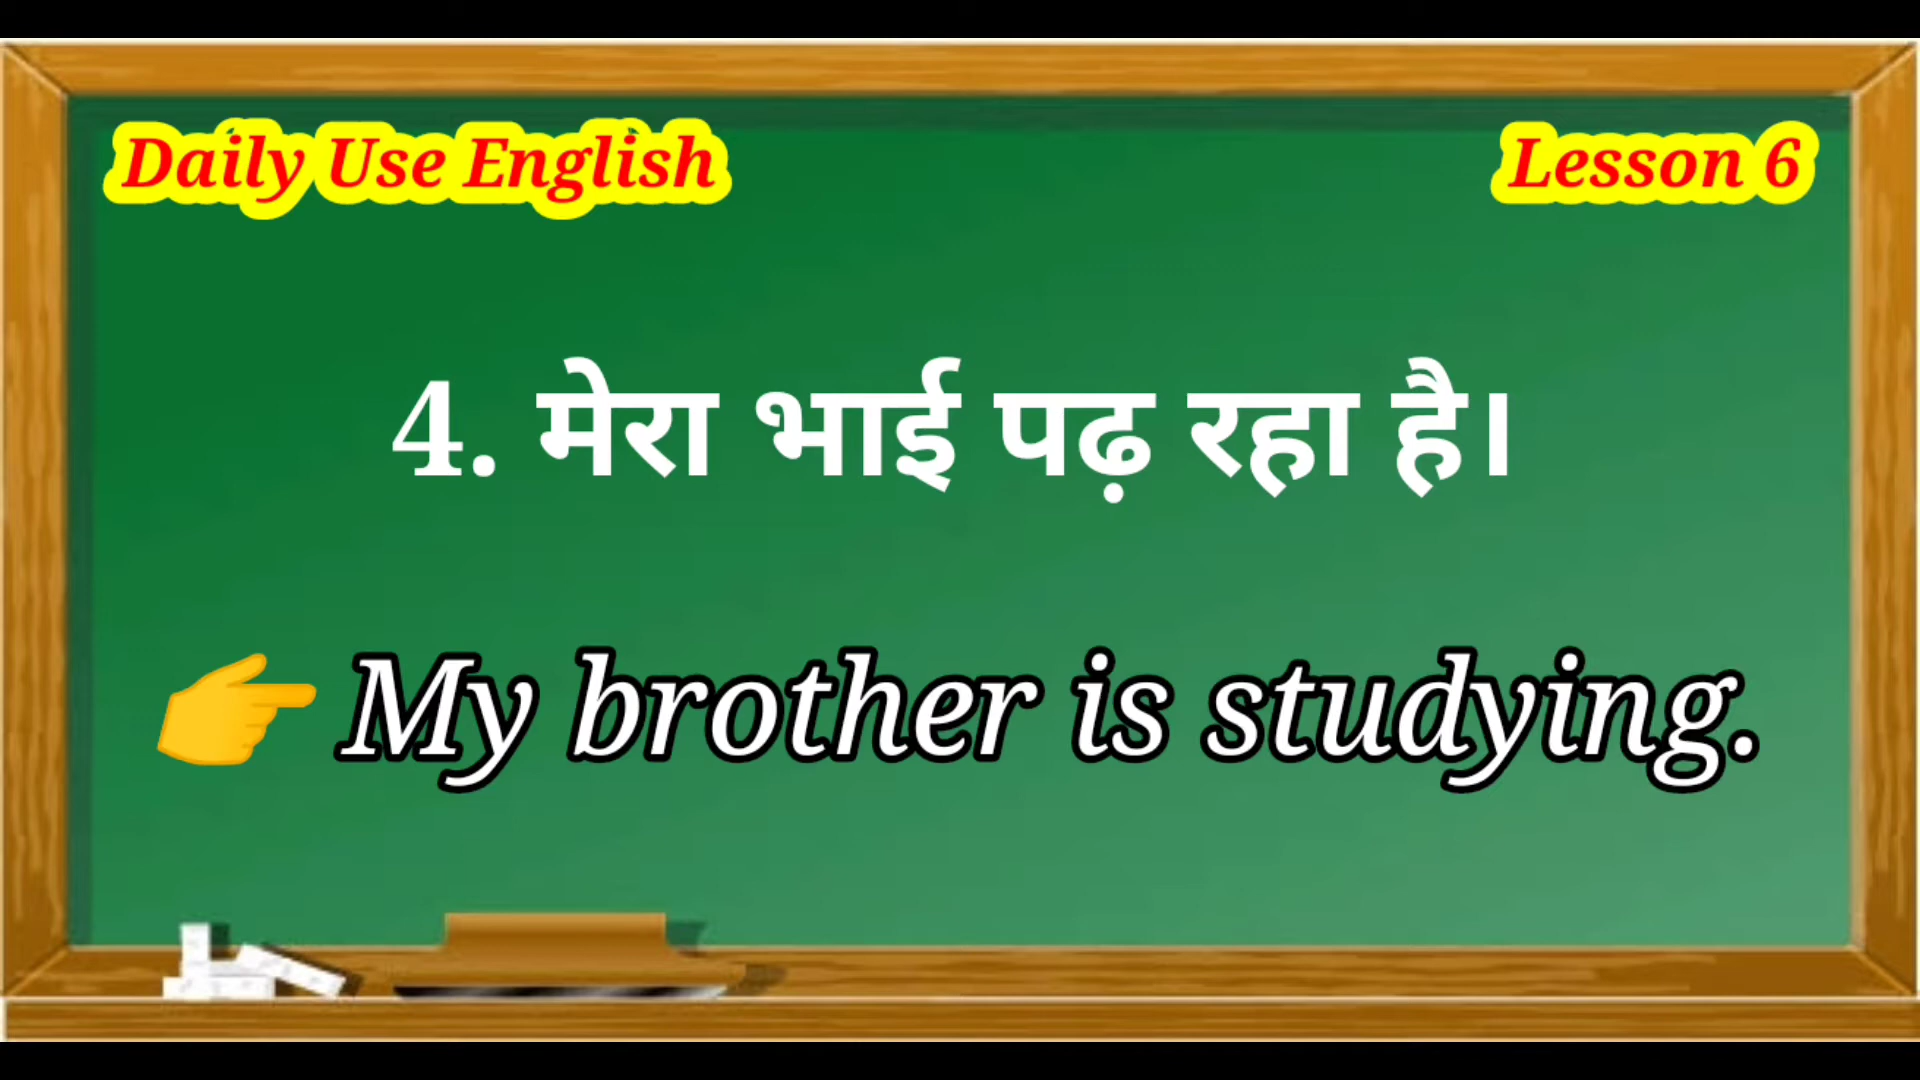 Daily Use English
Lesson 6
4. मेरा भाई पढ़ रहा है।
👉 My brother is studying.